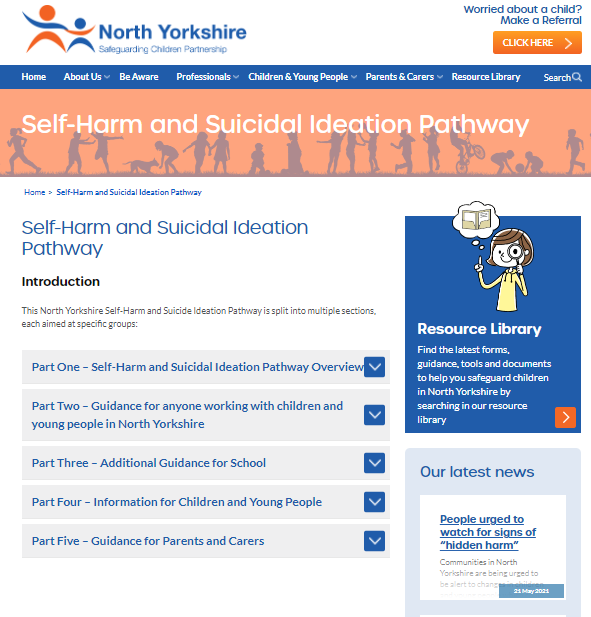 Worried about a child?
Make a Referral
North Yorkshire
Safeguarding Children Partnership
CLICK HERE
Home About Us Be Aware Professionals Children & Young People Parents & Carers Resource Library Search
Self-Harm and Suicidal Ideation Pathway
Home > Self-Harm and Suicidal Ideation Pathway
Self-Harm and Suicidal Ideation
Pathway
Introduction
This North Yorkshire Self-Harm and Suicide Ideation Pathway is split into multiple sections,
each aimed at specific groups:
Part One – Self-Harm and Suicidal Ideation Pathway Overview
Part Two – Guidance for anyone working with children and
young people in North Yorkshire
Part Three – Additional Guidance for School
Part Four – Information for Children and Young People
Part Five – Guidance for Parents and Carers
Resource Library
Find the latest forms,
guidance, tools and documents
to help you safeguard children
in North Yorkshire by
searching in our resource
library
Our latest news
People urged to
watch for signs of
“hidden harm”
Communities in North
Yorkshire are being urged to
be alert to changes in children
21 May 2021